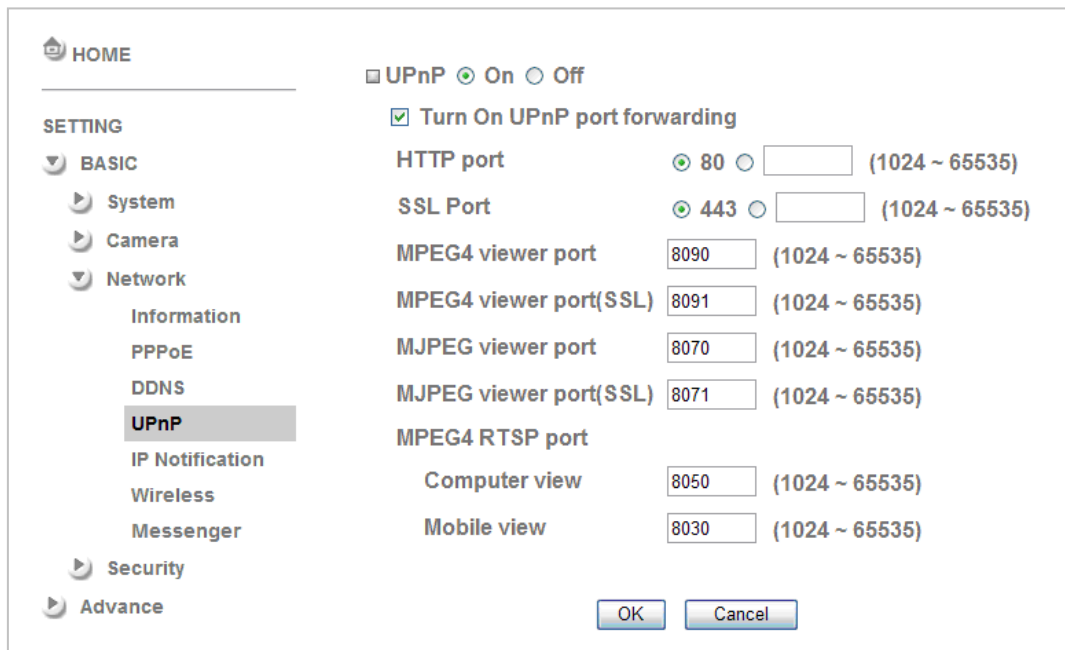 HOME
SETTING
BASIC
System
Camera
Network
Information
PPPoE
DDNS
UPnP
IP Notification
Wireless
Messenger
Security
Advance
UPnP On Off
Turn On UPnP port forwarding
HTTP port 80 (1024 ~ 65535)
SSL Port 443 (1024 ~ 65535)
MPEG4 viewer port 8090 (1024 ~ 65535)
MPEG4 viewer port(SSL) 8091 (1024 ~ 65535)
MJPEG viewer port 8070 (1024 ~ 65535)
MJPEG viewer port(SSL) 8071 (1024 ~ 65535)
MPEG4 RTSP port
Computer view 8050 (1024 ~ 65535)
Mobile view 8030 (1024 ~ 65535)
OK Cancel